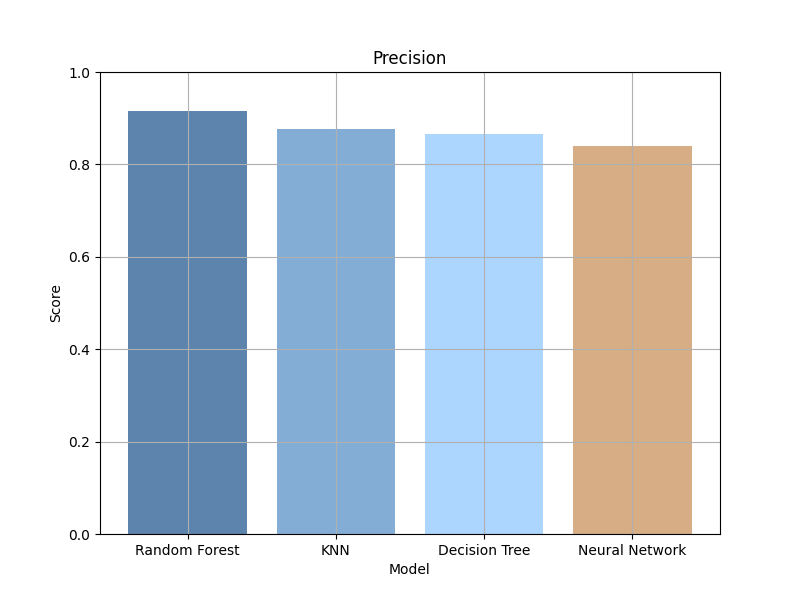 Precision
1.0
0.8
0.6
0.4
0.2
0.0
Score
Random Forest
KNN
Decision Tree
Neural Network
Model